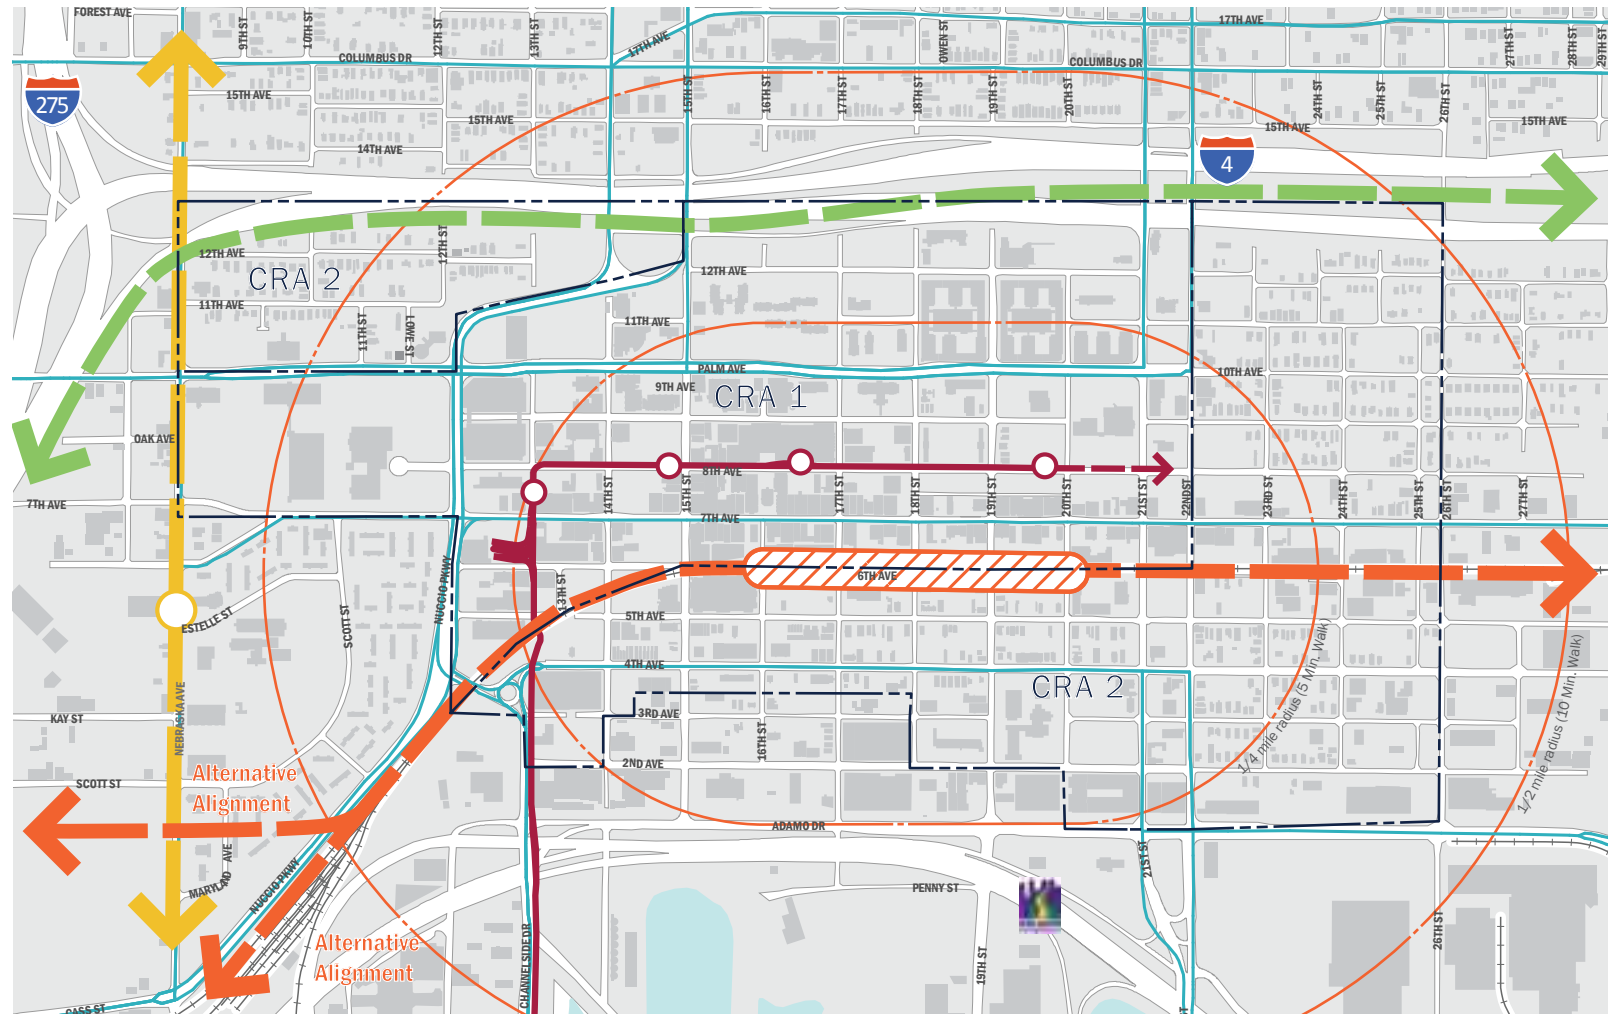 FOREST AVE
9TH ST
10TH ST
12TH ST
13TH ST
17TH AVE
OWEN ST
17TH AVE
27TH ST
28TH ST
29TH ST
COLUMBUS DR
COLUMBUS DR
275
15TH AVE
15TH AVE
14TH AVE
15TH ST
16TH ST
17TH ST
18TH ST
19TH ST
20TH ST
24TH ST
25TH ST
26TH ST
15TH AVE
15TH AVE
4
12TH AVE
12TH ST
CRA 2
11TH AVE
11TH ST
LOWE ST
12TH AVE
11TH AVE
PALM AVE
9TH AVE
CRA 1
10TH AVE
OAK AVE
8TH AVE
7TH AVE
14TH ST
15TH ST
17TH ST
18TH ST
19TH ST
20TH ST
21ST ST
22ND ST
23RD ST
24TH ST
25TH ST
26TH ST
27TH ST
7TH AVE
NUCCIO PKWY
13TH ST
6TH AVE
ESTELLE ST
SCOTT ST
5TH AVE
4TH AVE
CRA 2
1/4 mile radius (5 Min. Walk)
1/2 mile radius (10 Min. Walk)
NEBRASKA AVE
KAY ST
3RD AVE
16TH ST
2ND AVE
Alternative
Alignment
SCOTT ST
ADAMO DR
MARYLAND AVE
NUCCIO PKWY
21ST ST
PENNY ST
Alternative
Alignment
CHANNELSIDE DR
19TH ST
26TH ST
CASS ST